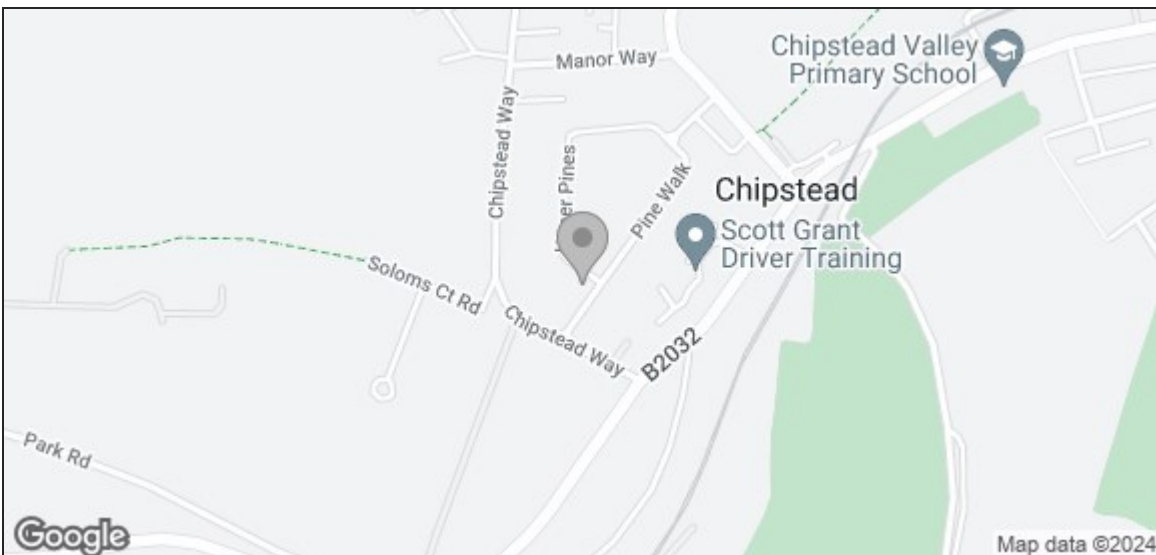 Manor Way
Chipstead Valley
Primary School
Chipstead Way
Pines
Pine Walk
Chipstead
Scott Grant
Driver Training
Soloms Ct Rd
Chipstead Way
B2032
Park Rd
Google
Map data ©2024